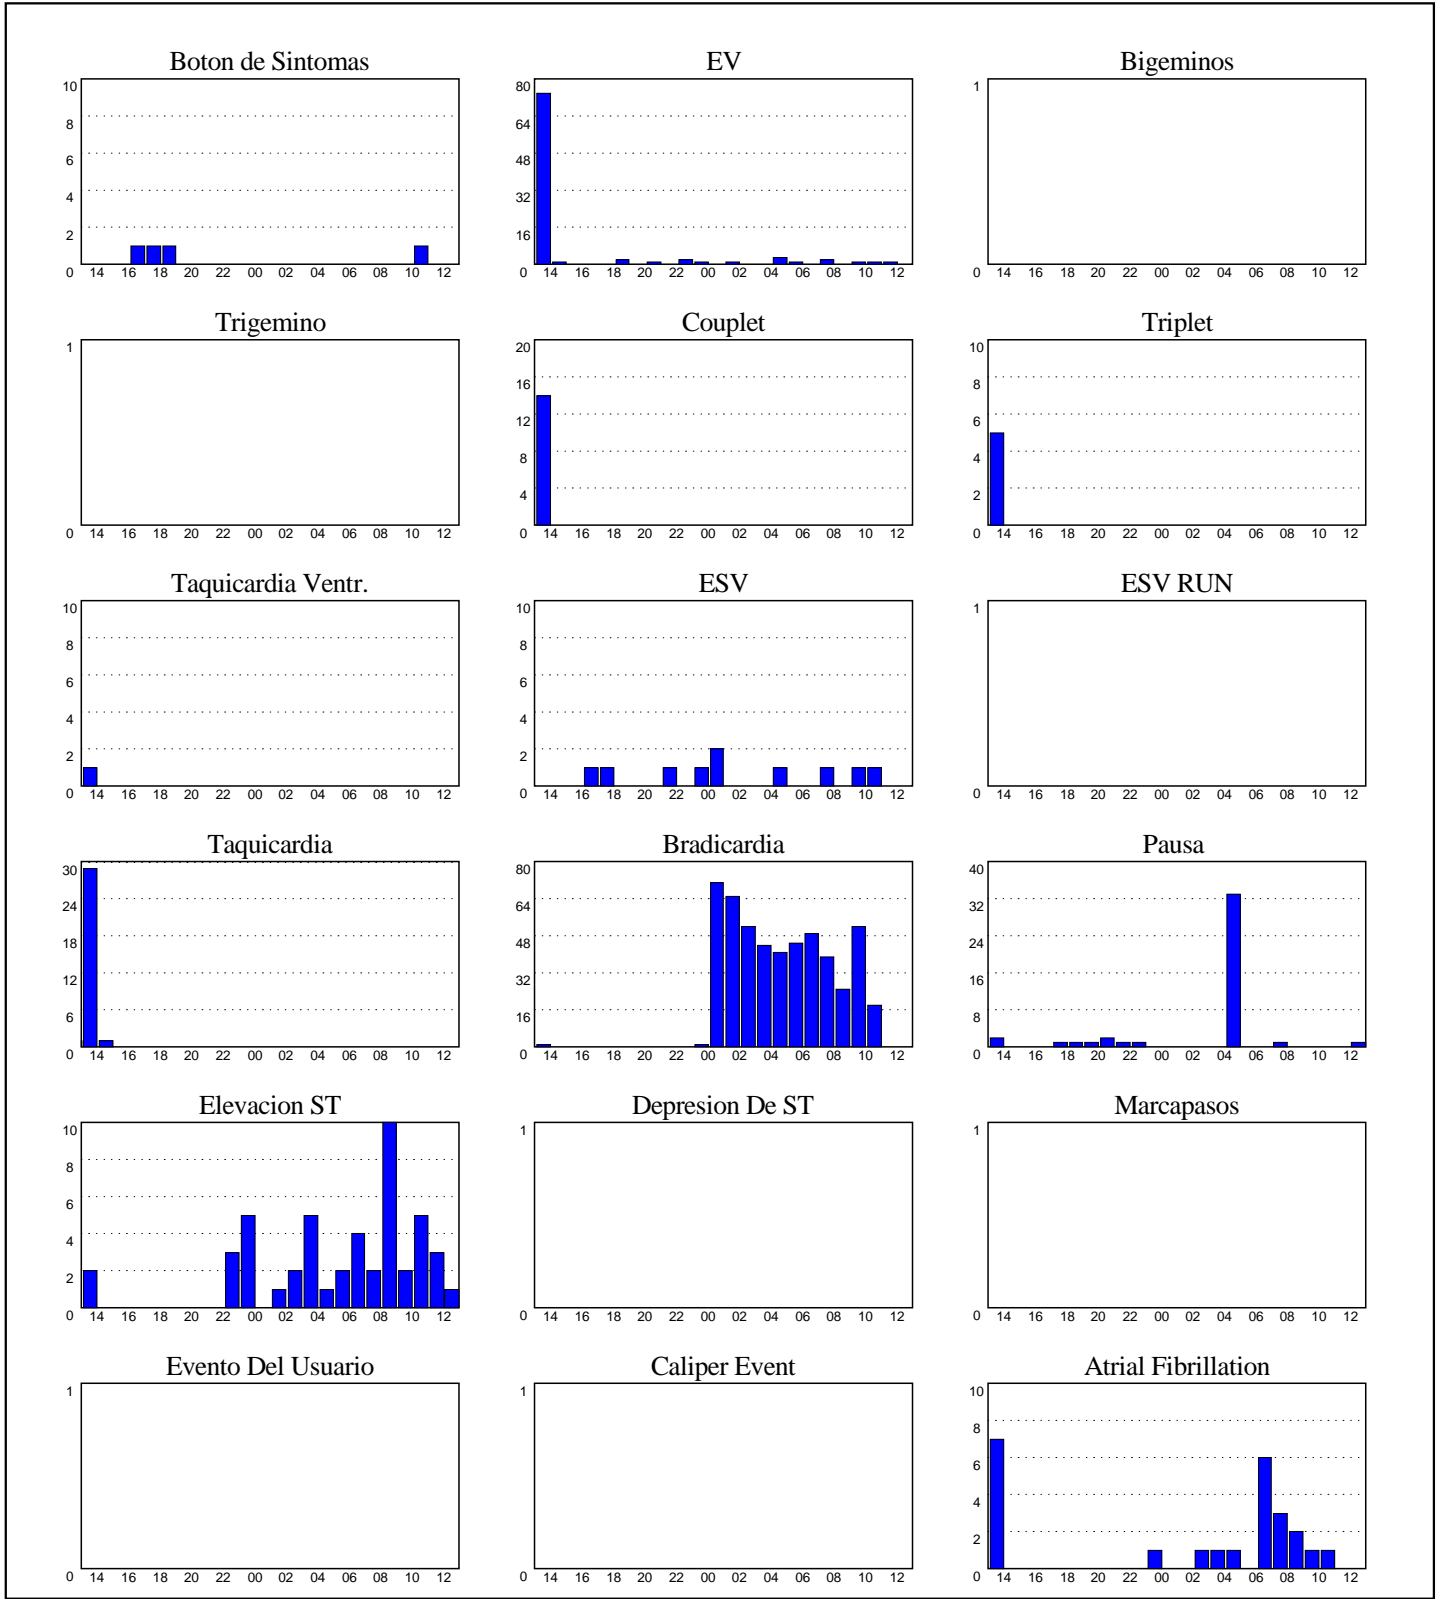 Boton de Sintomas
10
8
6
4
2
0
14 16 18 20 22 00 02 04 06 08 10 12
EV
80
64
48
32
16
0
14 16 18 20 22 00 02 04 06 08 10 12
Bigeminos
1
0
14 16 18 20 22 00 02 04 06 08 10 12
Trigemino
1
0
14 16 18 20 22 00 02 04 06 08 10 12
Couplet
20
16
12
8
4
0
14 16 18 20 22 00 02 04 06 08 10 12
Triplet
10
8
6
4
2
0
14 16 18 20 22 00 02 04 06 08 10 12
Taquicardia Ventr.
10
8
6
4
2
0
14 16 18 20 22 00 02 04 06 08 10 12
ESV
10
8
6
4
2
0
14 16 18 20 22 00 02 04 06 08 10 12
ESV RUN
1
0
14 16 18 20 22 00 02 04 06 08 10 12
Taquicardia
30
24
18
12
6
0
14 16 18 20 22 00 02 04 06 08 10 12
Bradicardia
80
64
48
32
16
0
14 16 18 20 22 00 02 04 06 08 10 12
Pausa
40
32
24
16
8
0
14 16 18 20 22 00 02 04 06 08 10 12
Elevacion ST
10
8
6
4
2
0
14 16 18 20 22 00 02 04 06 08 10 12
Depresion De ST
1
0
14 16 18 20 22 00 02 04 06 08 10 12
Marcapasos
1
0
14 16 18 20 22 00 02 04 06 08 10 12
Evento Del Usuario
1
0
14 16 18 20 22 00 02 04 06 08 10 12
Caliper Event
1
0
14 16 18 20 22 00 02 04 06 08 10 12
Atrial Fibrillation
10
8
6
4
2
0
14 16 18 20 22 00 02 04 06 08 10 12